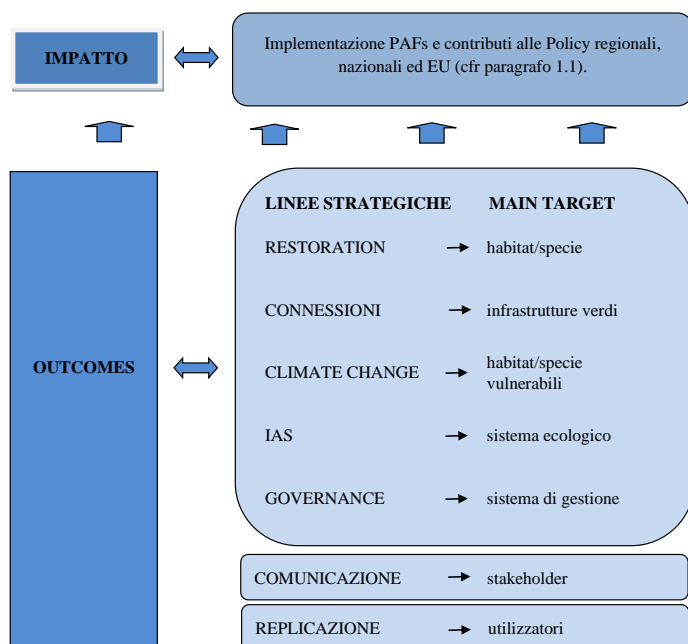 IMPATTO
Implementazione PAFs e contributi alle Policy regionali,
nazionali ed EU (cfr paragrafo 1.1).
OUTCOMES
LINEE STRATEGICHE MAIN TARGET
RESTORATION habitat/specie
CONNESSIONI infrastrutture verdi
CLIMATE CHANGE habitat/specie
vulnerabili
IAS sistema ecologico
GOVERNANCE sistema di gestione
COMUNICAZIONE stakeholder
REPLICAZIONE utilizzatori